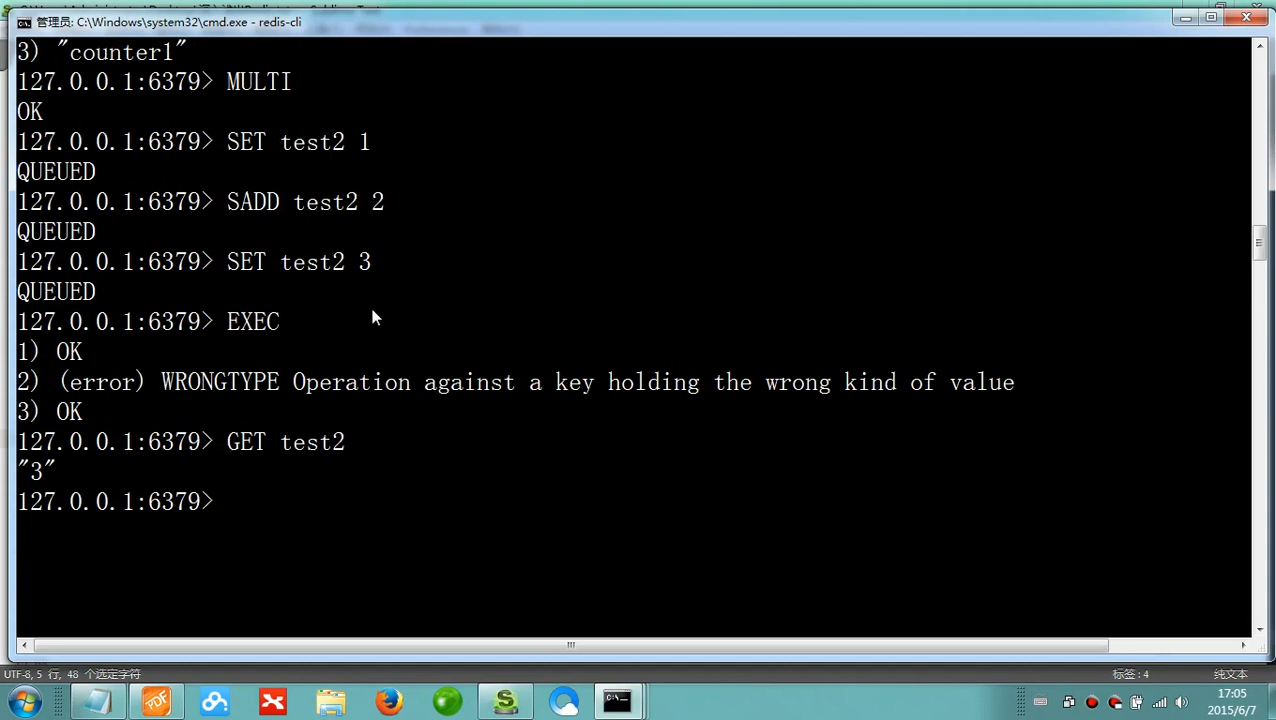 管理员: C:\Windows\system32\cmd.exe - redis-cli
3) "counter1"
127.0.0.1:6379> MULTI
OK
127.0.0.1:6379> SET test2 1
QUEUED
127.0.0.1:6379> SADD test2 2
QUEUED
127.0.0.1:6379> SET test2 3
QUEUED
127.0.0.1:6379> EXEC
1) OK
2) (error) WRONGTYPE Operation against a key holding the wrong kind of value
3) OK
127.0.0.1:6379> GET test2
"3"
127.0.0.1:6379>
UTF-8, 5 行, 48 个选定字符
标签: 4
纯文本
PDF
17:05
2015/6/7